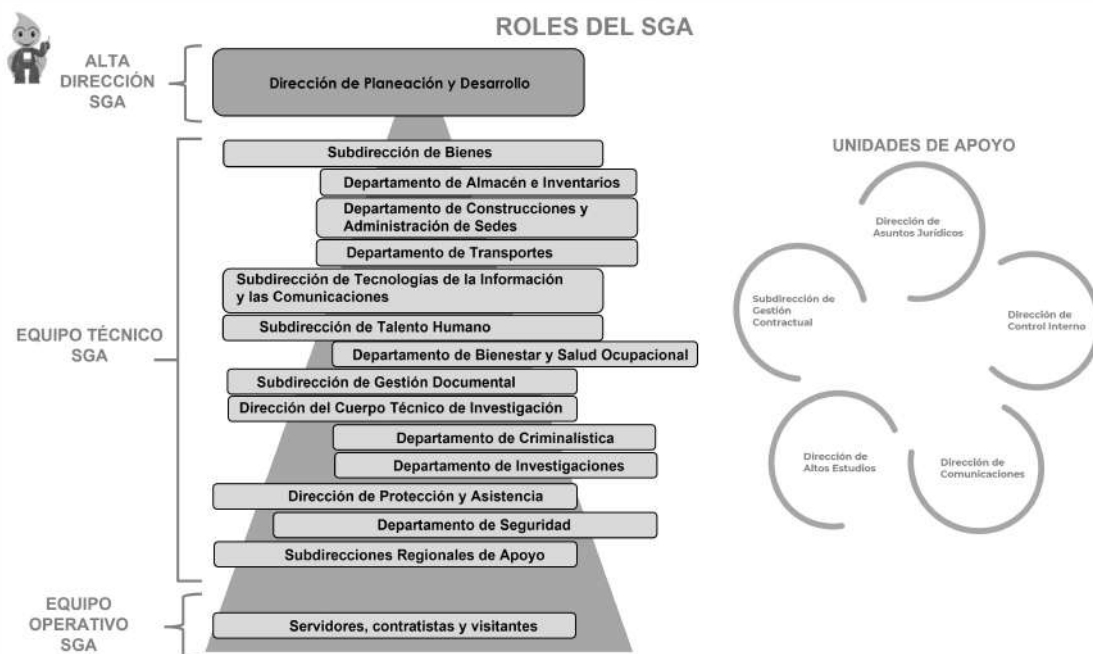 ROLES DEL SGA
ALTA
DIRECCIÓN
SGA
Dirección de Planeación y Desarrollo
EQUIPO TÉCNICO
SGA
Subdirección de Bienes
Departamento de Almacén e Inventarios
Departamento de Construcciones y
Administración de Sedes
Departamento de Transportes
Subdirección de Tecnologías de la Información
y las Comunicaciones
Subdirección de Talento Humano
Departamento de Bienestar y Salud Ocupacional
Subdirección de Gestión Documental
Dirección del Cuerpo Técnico de Investigación
Departamento de Criminalística
Departamento de Investigaciones
Dirección de Protección y Asistencia
Departamento de Seguridad
Subdirecciones Regionales de Apoyo
EQUIPO
OPERATIVO
SGA
Servidores, contratistas y visitantes
UNIDADES DE APOYO
Dirección de
Asuntos Jurídicos
Subdirección de
Gestión
Contractual
Dirección de
Control Interno
Dirección de
Altos Estudios
Dirección de
Comunicaciones